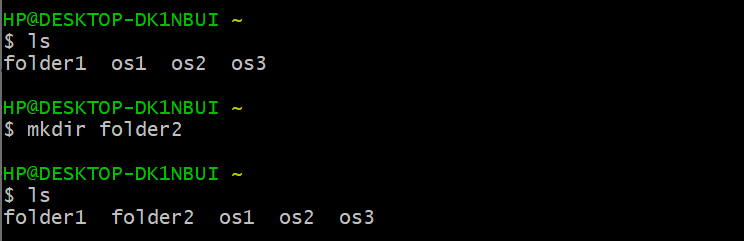 HP@DESKTOP-DK1NBUI ~
$ ls
folder1  os1  os2  os3
HP@DESKTOP-DK1NBUI ~
$ mkdir folder2
HP@DESKTOP-DK1NBUI ~
$ ls
folder1  folder2  os1  os2  os3